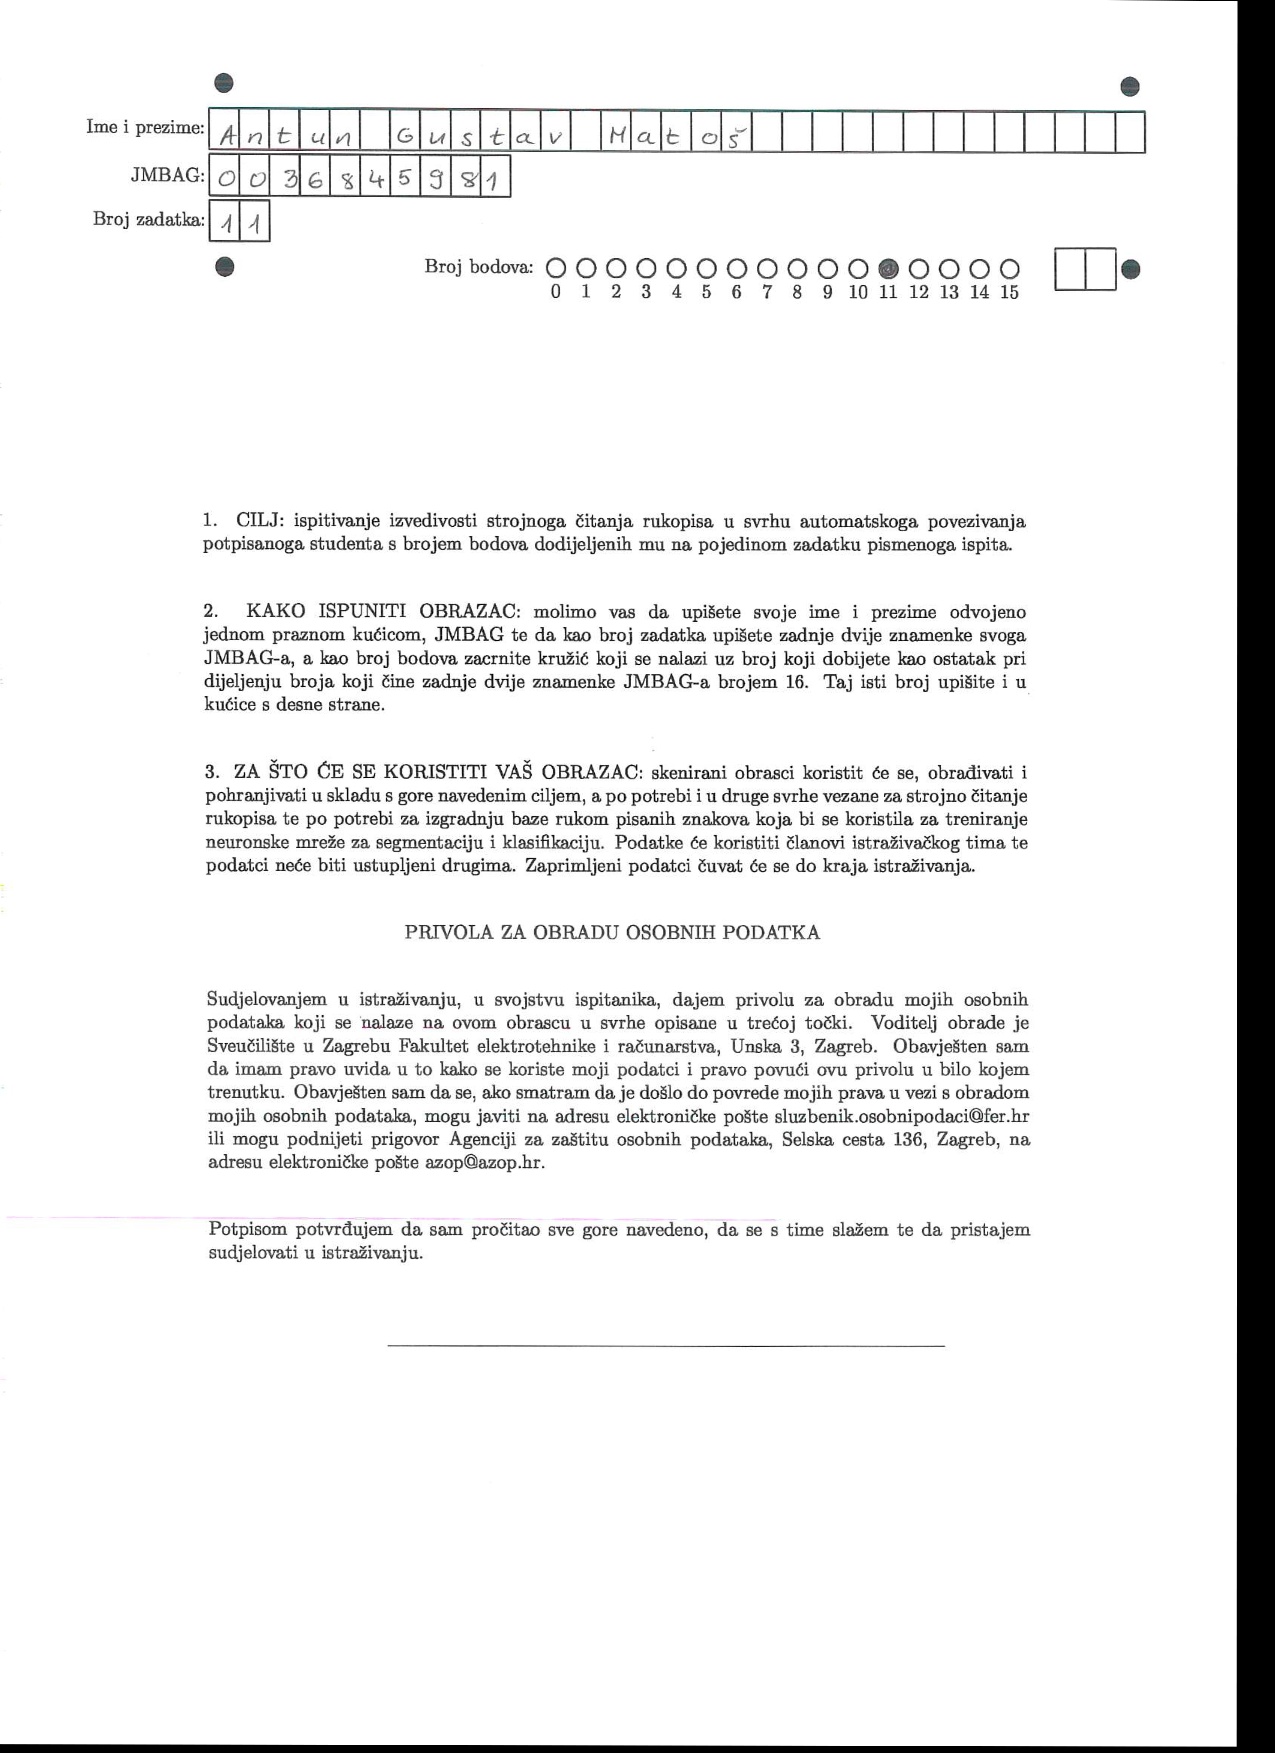 Ime i prezime: Antun Gustav Matoš
JMBAG: 0036845981
Broj zadatka: 11
Broj bodova:
0 1 2 3 4 5 6 7 8 9 10 11 12 13 14 15
1. CILJ: ispitivanje izvedivosti strojnoga čitanja rukopisa u svrhu automatskoga povezivanja
potpisanoga studenta s brojem bodova dodijeljenih mu na pojedinom zadatku pismenoga ispita.
2. KAKO ISPUNITI OBRAZAC: molimo vas da upišete svoje ime i prezime odvojeno
jednom praznom kućicom, JMBAG te da kao broj zadatka upišete zadnje dvije znamenke svoga
JMBAG-a, a kao broj bodova zacrnite kružić koji se nalazi uz broj koji dobijete kao ostatak pri
dijeljenju broja koji čine zadnje dvije znamenke JMBAG-a brojem 16. Taj isti broj upišite i u
kućice s desne strane.
3. ZA ŠTO ĆE SE KORISTITI VAŠ OBRAZAC: skenirani obrasci koristit će se, obrađivati i
pohranjivati u skladu s gore navedenim ciljem, a po potrebi i u druge svrhe vezane za strojno čitanje
rukopisa te po potrebi za izgradnju baze rukom pisanih znakova koja bi se koristila za treniranje
neuronske mreže za segmentaciju i klasifikaciju. Podatke će koristiti članovi istraživačkog tima te
podatci neće biti ustupljeni drugima. Zaprimljeni podatci čuvat će se do kraja istraživanja.
PRIVOLA ZA OBRADU OSOBNIH PODATKA
Sudjelovanjem u istraživanju, u svojstvu ispitanika, dajem privolu za obradu mojih osobnih
podataka koji se nalaze na ovom obrascu u svrhe opisane u trećoj točki. Voditelj obrade je
Sveučilište u Zagrebu Fakultet elektrotehnike i računarstva, Unska 3, Zagreb. Obavješten sam
da imam pravo uvida u to kako se koriste moji podatci i pravo povući ovu privolu u bilo kojem
trenutku. Obavješten sam da se, ako smatram da je došlo do povrede mojih prava u vezi s obradom
mojih osobnih podataka, mogu javiti na adresu elektroničke pošte sluzbenik.osobnipodaci@fer.hr
ili mogu podnijeti prigovor Agenciji za zaštitu osobnih podataka, Selska cesta 136, Zagreb, na
adresu elektroničke pošte azop@azop.hr.
Potpisom potvrđujem da sam pročitao sve gore navedeno, da se s time slažem te da pristajem
sudjelovati u istraživanju.